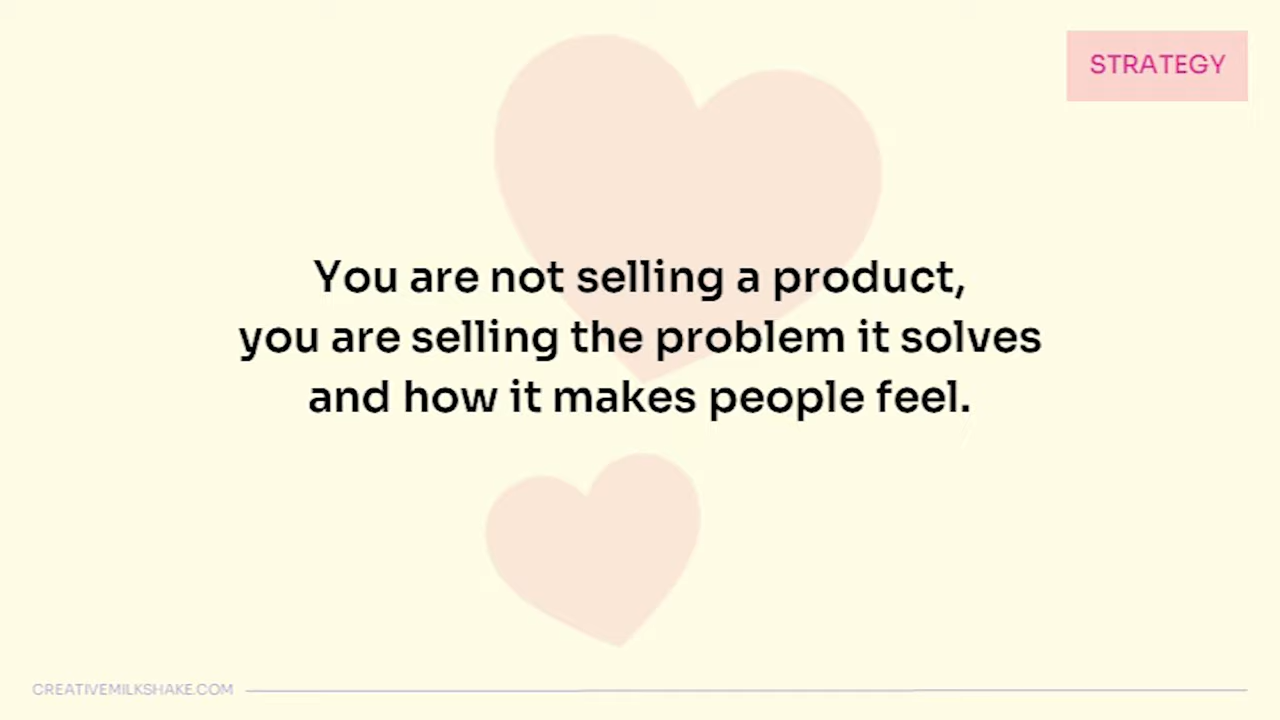 STRATEGY
You are not selling a product,
you are selling the problem it solves
and how it makes people feel.
CREATIVEMILKSHAKE.COM